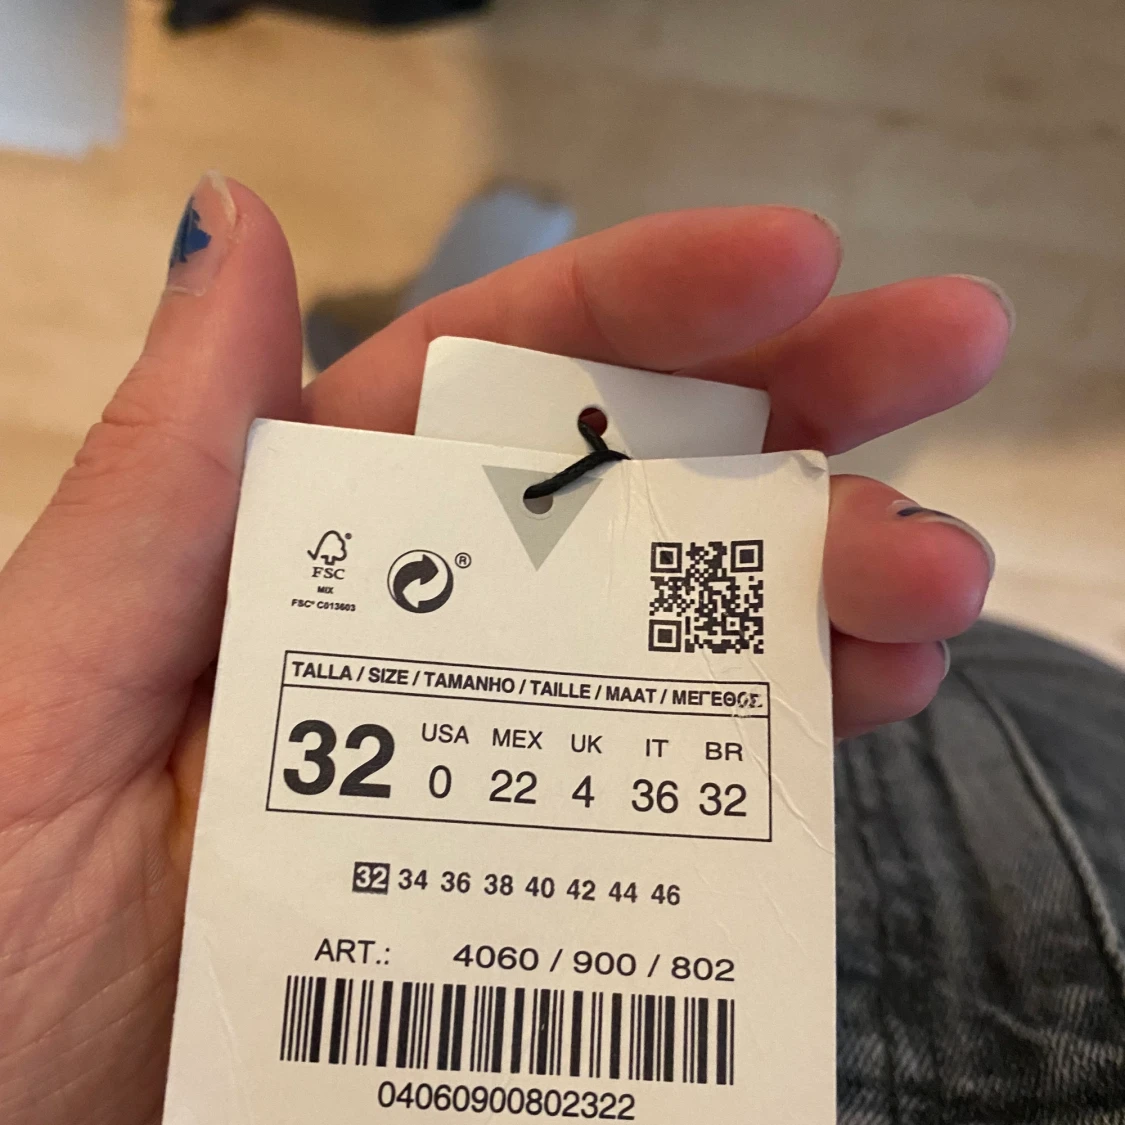 FSC
MIX
FSC® C013603
®
TALLA / SIZE / TAMANHO / TAILLE / MAAT / ΜΕΓΕΘΟΣ
32
USA MEX UK IT BR
0 22 4 36 32
32 34 36 38 40 42 44 46
ART.: 4060 / 900 / 802
04060900802322